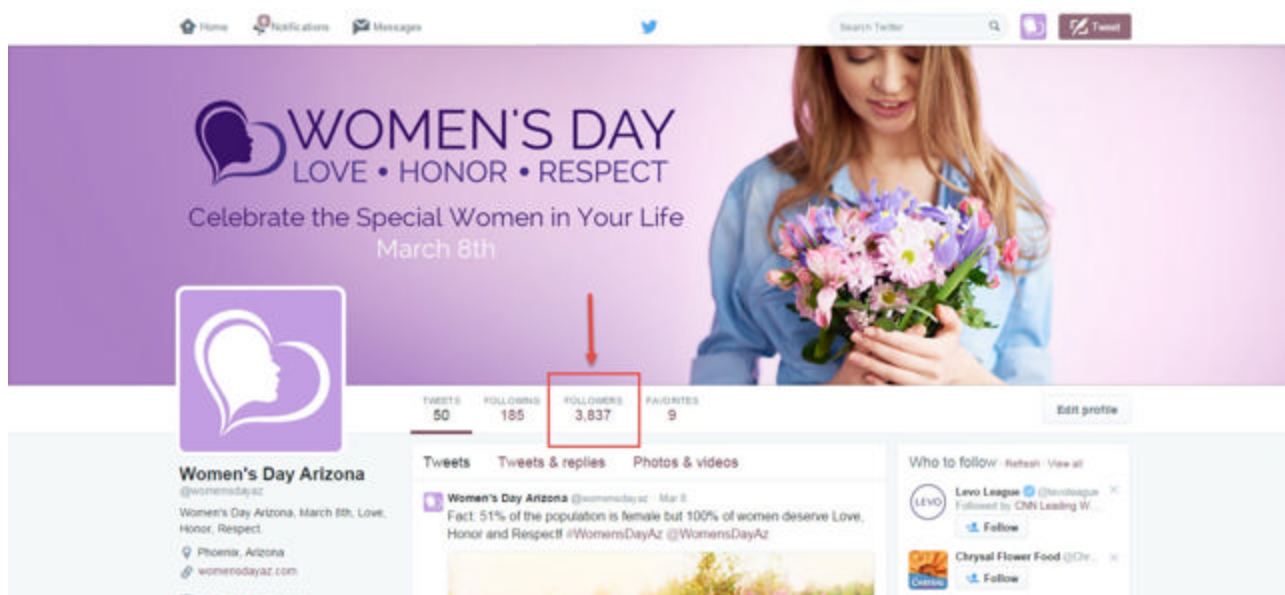 Home Notifications Messages Search Twitter Tweet
WOMEN'S DAY
LOVE • HONOR • RESPECT
Celebrate the Special Women in Your Life
March 8th
TWEETS FOLLOWING FOLLOWERS FAVORITES
50 185 3,837 9
Edit profile
Women's Day Arizona
@womensdayaz
Women's Day Arizona, March 8th, Love,
Honor, Respect
Phoenix, Arizona
womensdayaz.com
Tweets Tweets & replies Photos & videos
Women's Day Arizona @womensdayaz · Mar 8
Fact: 51% of the population is female but 100% of women deserve Love,
Honor and Respect! #WomensDayAz @WomensDayAz
Who to follow · Refresh · View all
LEVO
Levo League @levoleague
Followed by CNN Leading W...
Follow
Chrysal Flower Food @Chr...
CHRYSAL
Follow